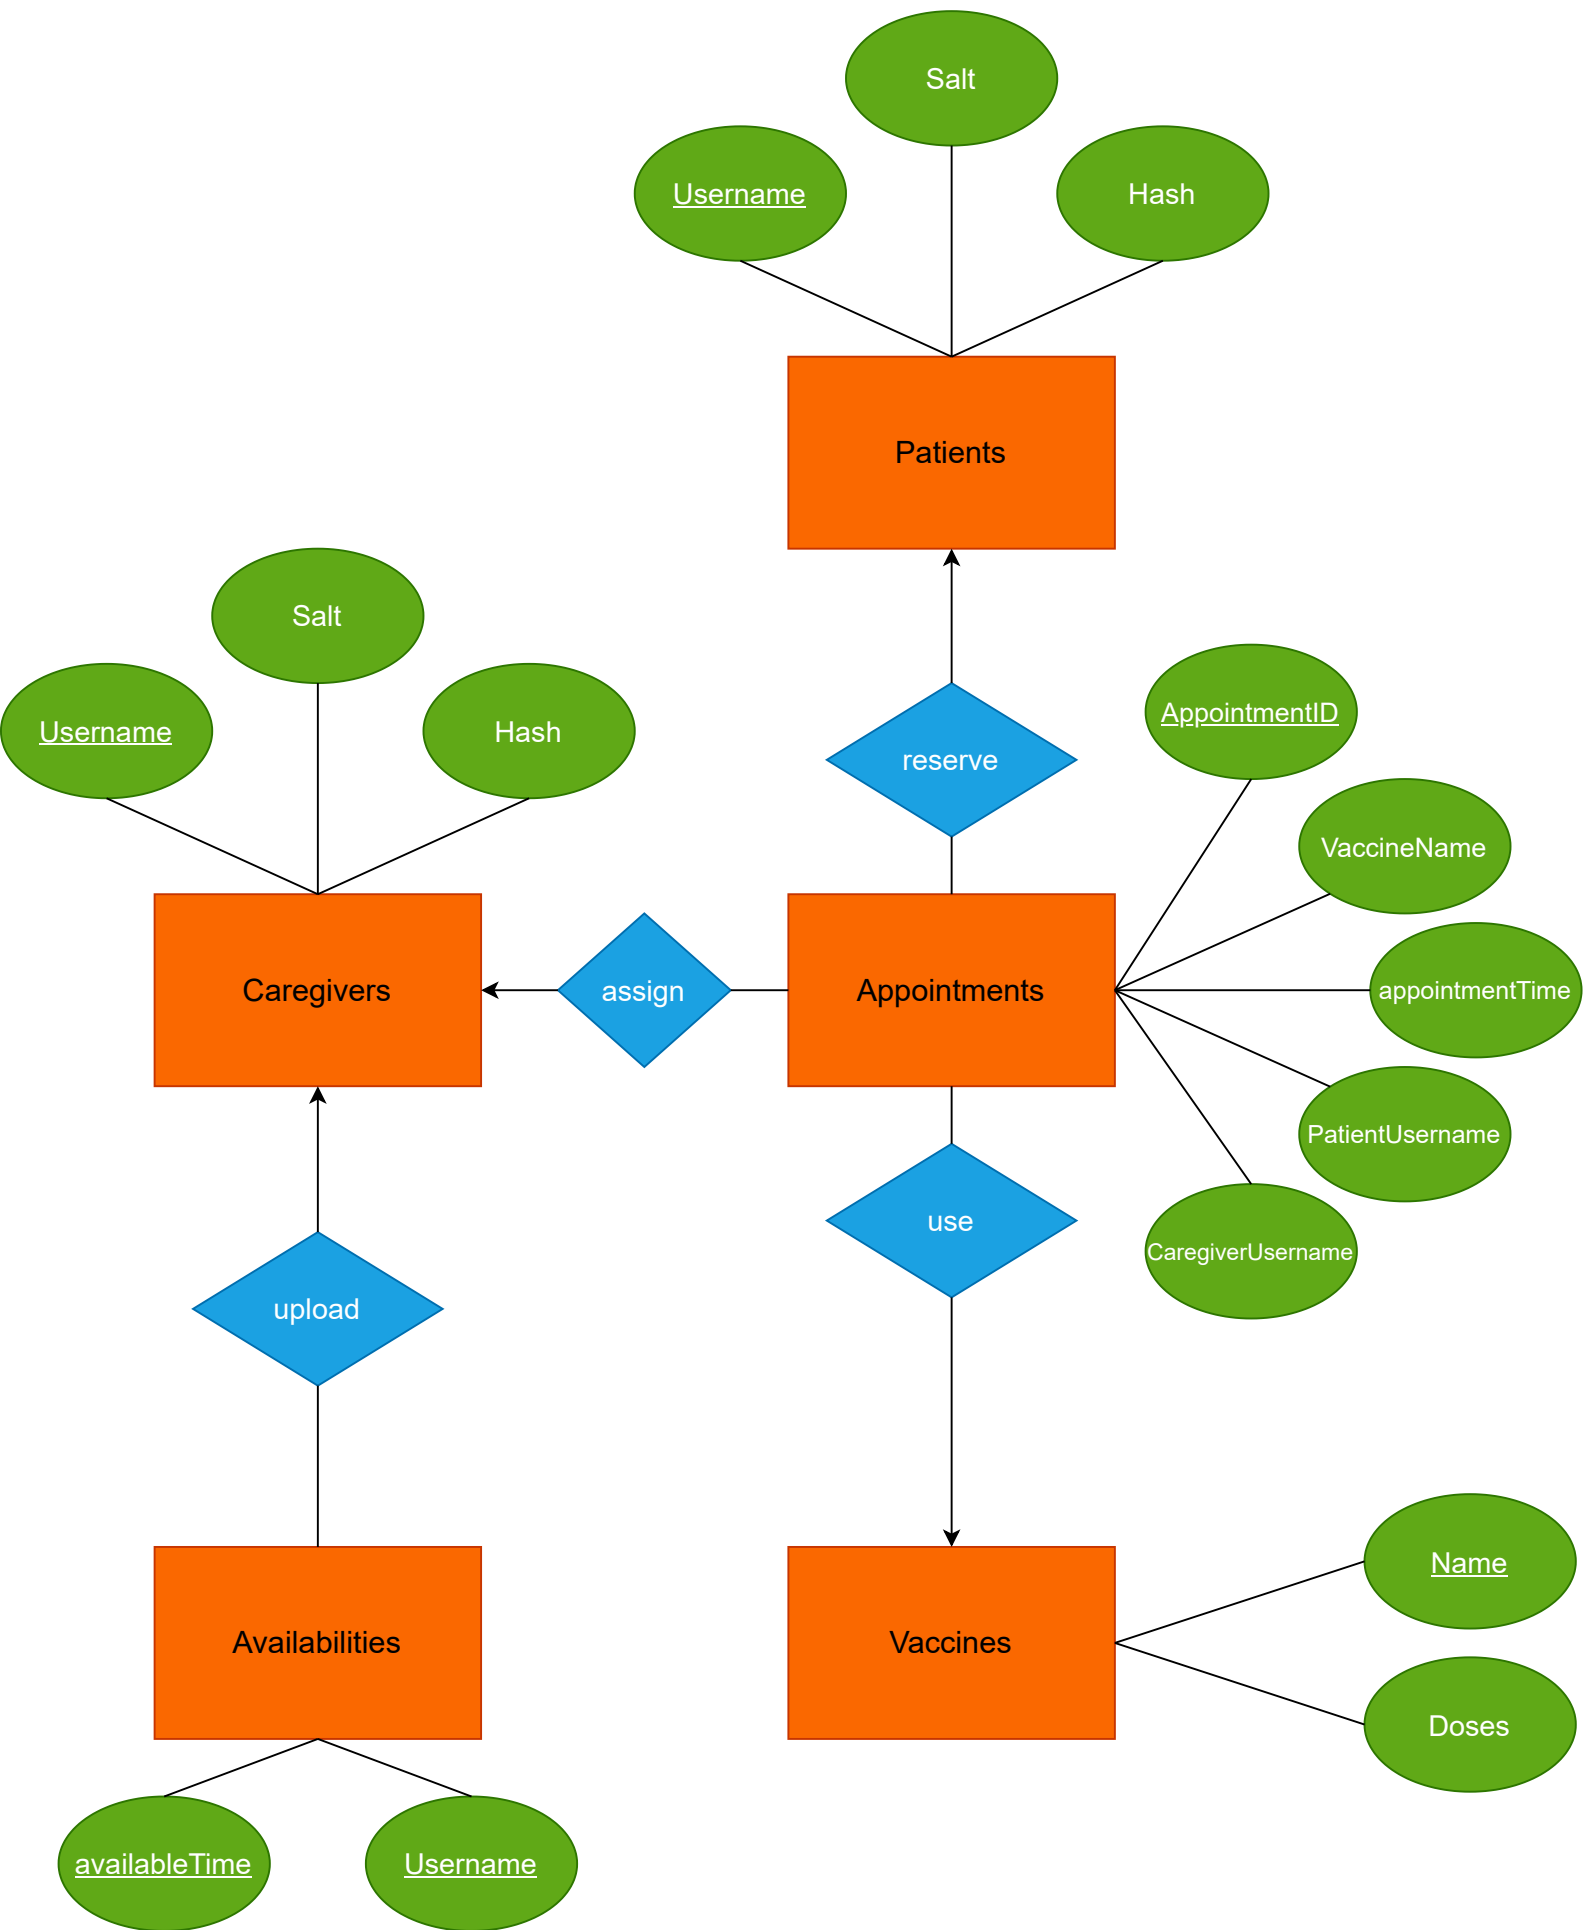 Salt
Username
Hash
Patients
Salt
Username
Hash
reserve
AppointmentID
VaccineName
Caregivers
assign
Appointments
appointmentTime
PatientUsername
use
CaregiverUsername
upload
Name
Availabilities
Vaccines
Doses
availableTime
Username